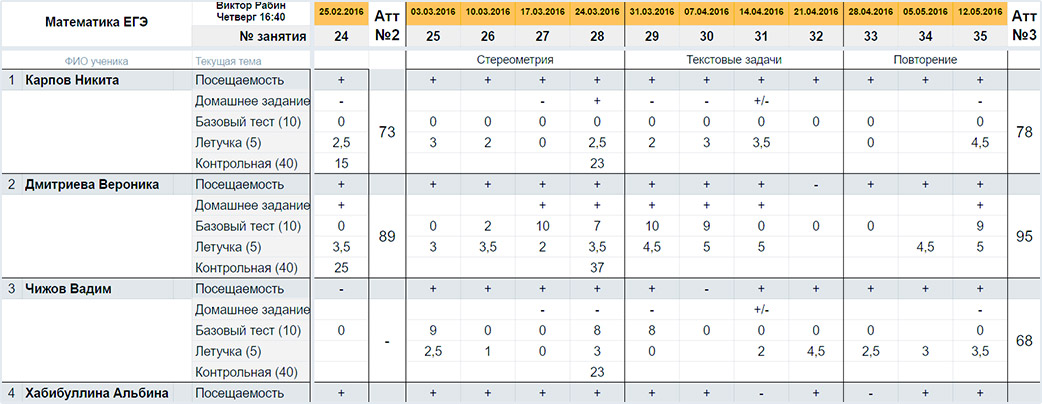 Математика ЕГЭ Виктор Рабин Четверг 16:40 25.02.2016 Атт №2 03.03.2016 10.03.2016 17.03.2016 24.03.2016 31.03.2016 07.04.2016 14.04.2016 21.04.2016 28.04.2016 05.05.2016 12.05.2016 Атт №3
№ занятия 24 25 26 27 28 29 30 31 32 33 34 35
ФИО ученика Текущая тема Стереометрия Текстовые задачи Повторение
1 Карпов Никита Посещаемость + + + + + + + + + + + +
Домашнее задание - - + - - +/- -
Базовый тест (10) 0 73 0 0 0 0 0 0 0 0 0 0 78
Летучка (5) 2,5 3 2 0 2,5 2 3 3,5 0 4,5
Контрольная (40) 15 23
2 Дмитриева Вероника Посещаемость + + + + + + + + - + + +
Домашнее задание + + + + + + +
Базовый тест (10) 0 89 0 2 10 7 10 9 0 0 0 9 95
Летучка (5) 3,5 3 3,5 2 3,5 4,5 5 5 4,5 5
Контрольная (40) 25 37
3 Чижов Вадим Посещаемость - + + + + + - + + + + +
Домашнее задание - - - +/- -
Базовый тест (10) 0 - 9 0 0 8 8 0 0 0 0 0 0 68
Летучка (5) 2,5 1 0 3 0 2 4,5 2,5 3 3,5
Контрольная (40) 23
4 Хабибуллина Альбина Посещаемость + + + + + + + - + - + +